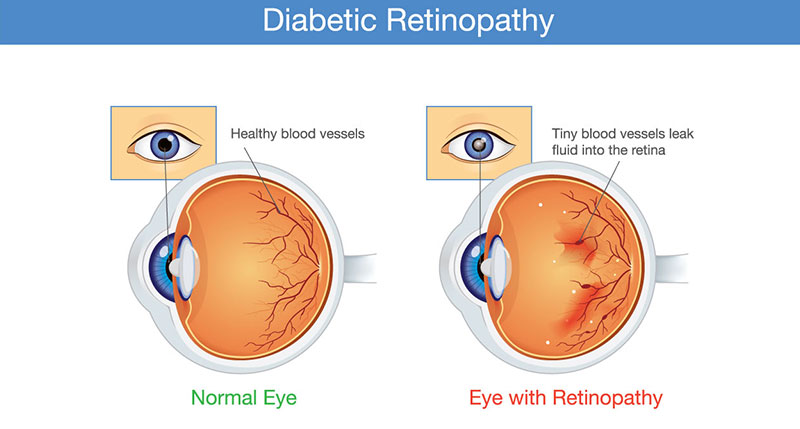 Diabetic Retinopathy
Healthy blood vessels
Tiny blood vessels leak
fluid into the retina
Normal Eye
Eye with Retinopathy